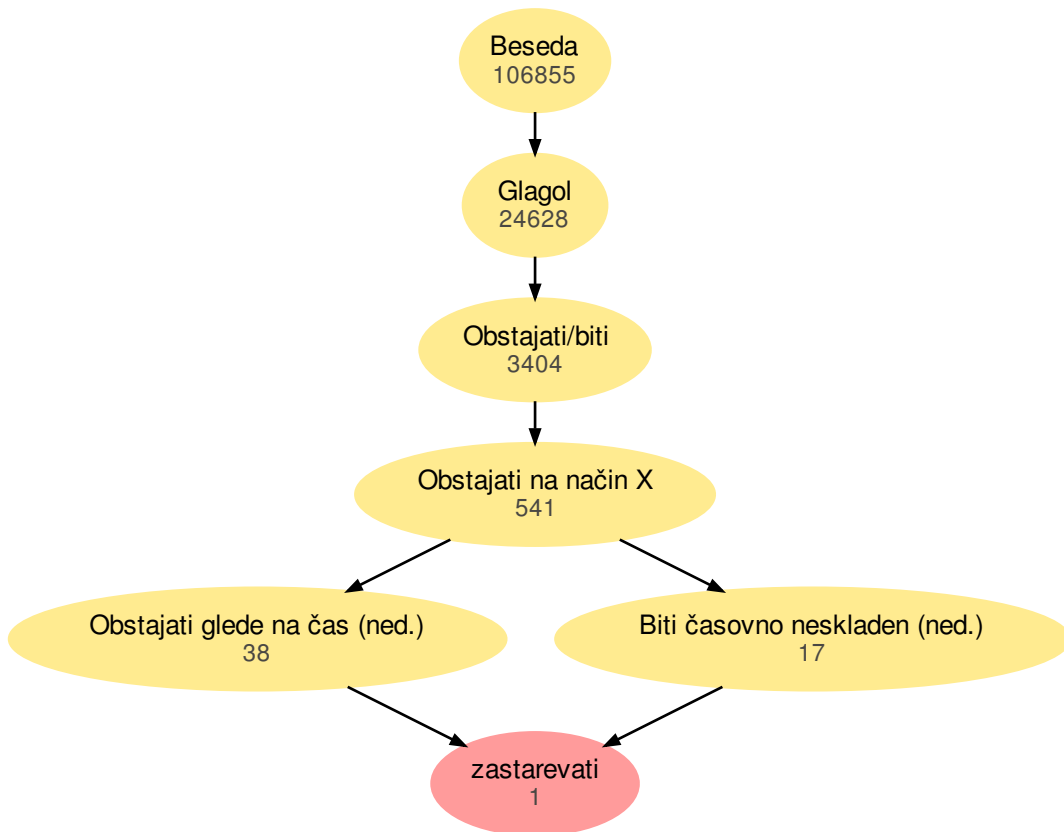 Beseda
106855
Glagol
24628
Obstajati/biti
3404
Obstajati na način X
541
Obstajati glede na čas (ned.)
38
Biti časovno neskladen (ned.)
17
zastarevati
1